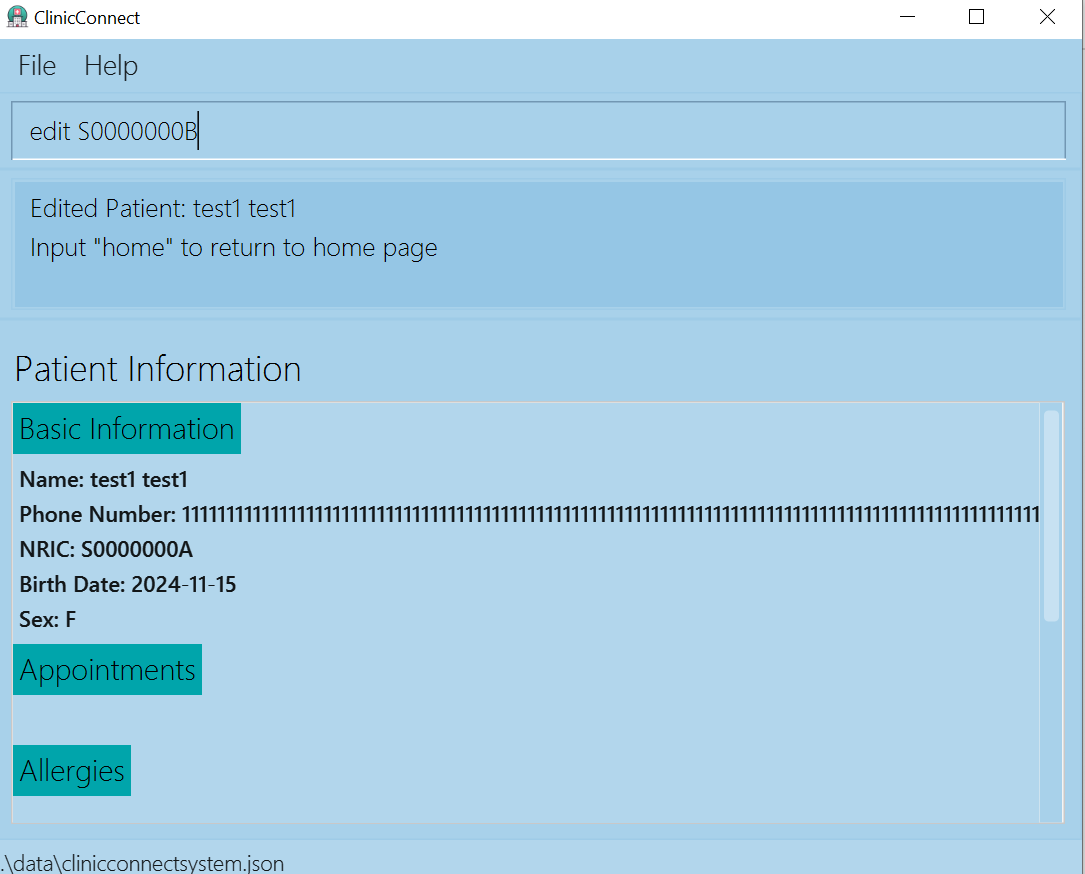 ClinicConnect
File Help
edit S0000000B
Edited Patient: test1 test1
Input "home" to return to home page
Patient Information
Basic Information
Name: test1 test1
Phone Number:
NRIC: S0000000A
Birth Date: 2024-11-15
Sex: F
Appointments
Allergies
.\data\clinicconnectsystem.json